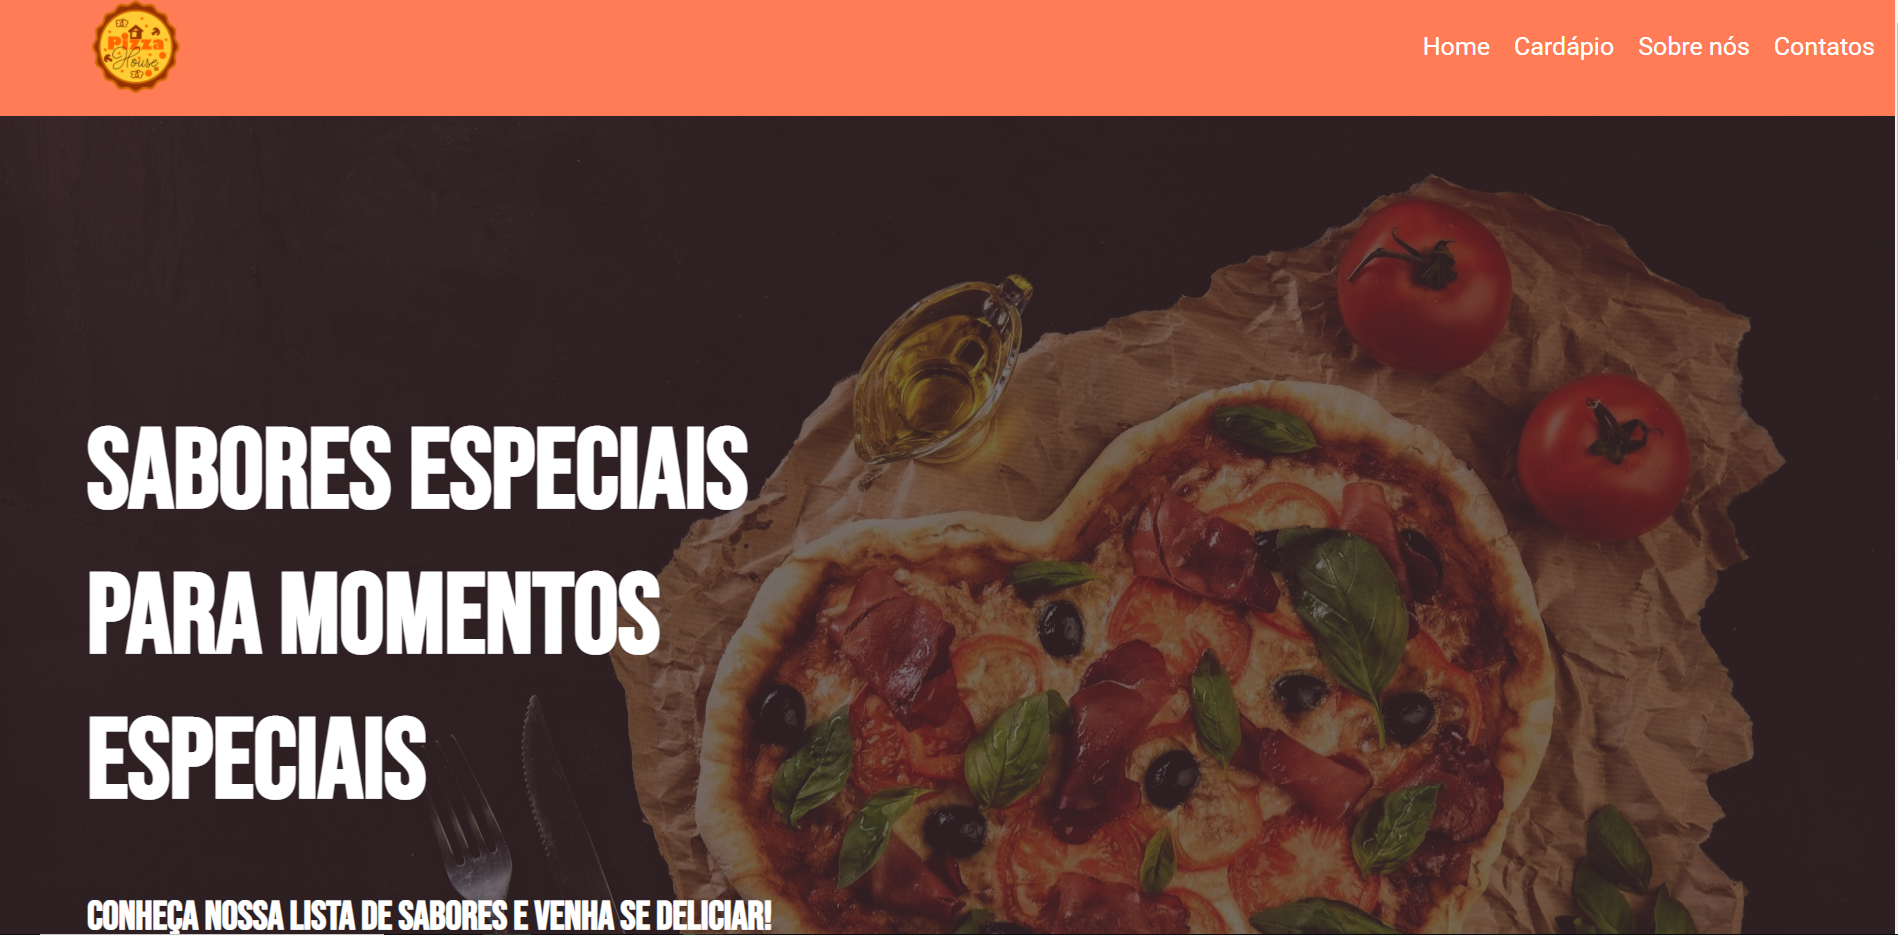 Pizza
House
Home Cardápio Sobre nós Contatos
SABORES ESPECIAIS
PARA MOMENTOS
ESPECIAIS
CONHEÇA NOSSA LISTA DE SABORES E VENHA SE DELICIAR!